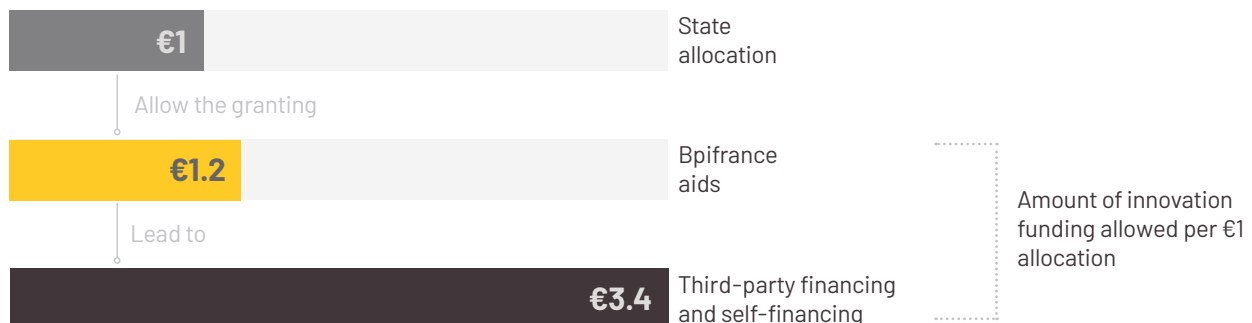 €1
State
allocation
Allow the granting
€1.2
Bpifrance
aids
Lead to
Amount of innovation
funding allowed per €1
allocation
€3.4
Third-party financing
and self-financing